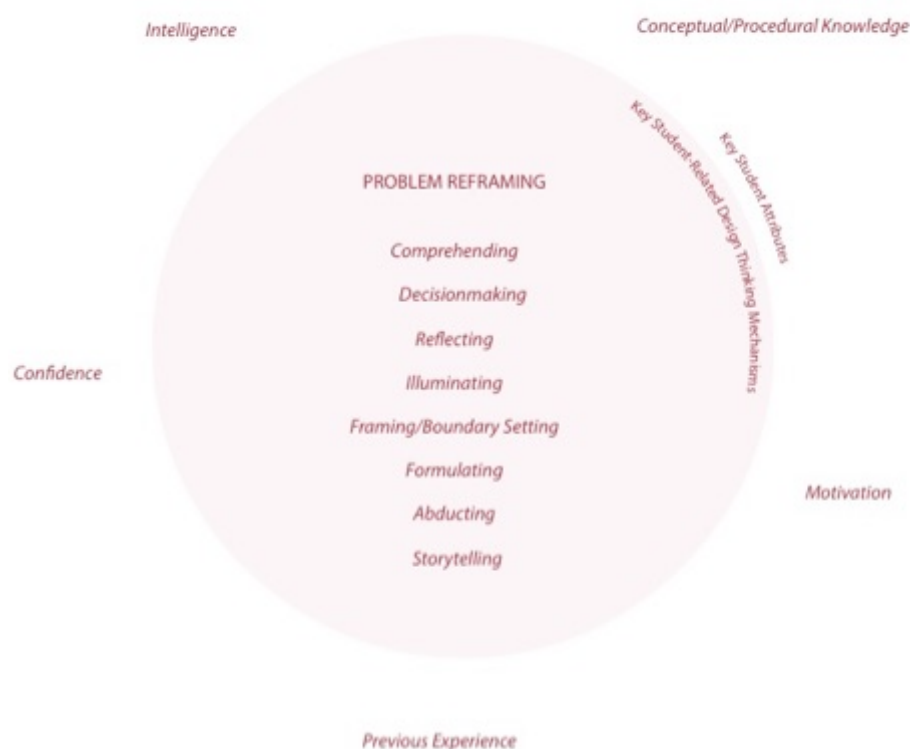 Intelligence
Conceptual/Procedural Knowledge
Key Student-Related Design Thinking Mechanisms
Key Student Attributes
PROBLEM REFRAMING
Comprehending
Decisionmaking
Reflecting
Illuminating
Framing/Boundary Setting
Formulating
Abducting
Storytelling
Confidence
Motivation
Previous Experience